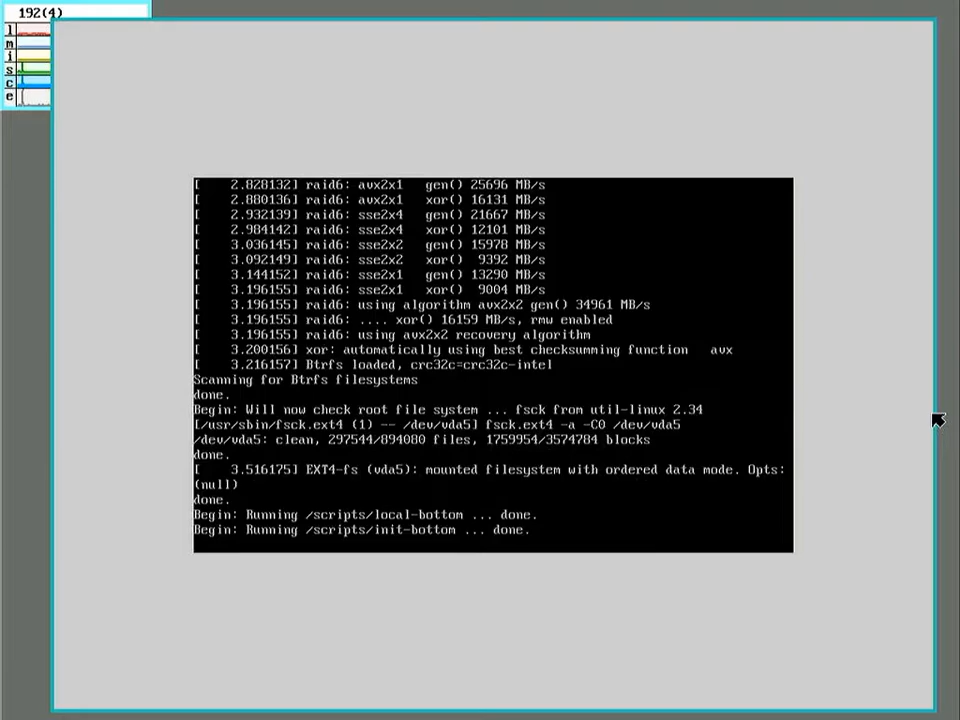 192(4)
l
m
i
s
c
e
[    2.828132] raid6: avx2x1   gen() 25696 MB/s
[    2.880136] raid6: avx2x1   xor() 16131 MB/s
[    2.932139] raid6: sse2x4   gen() 21667 MB/s
[    2.984142] raid6: sse2x4   xor() 12101 MB/s
[    3.036145] raid6: sse2x2   gen() 15978 MB/s
[    3.092149] raid6: sse2x2   xor()  9392 MB/s
[    3.144152] raid6: sse2x1   gen() 13290 MB/s
[    3.196155] raid6: sse2x1   xor()  9004 MB/s
[    3.196155] raid6: using algorithm avx2x2 gen() 34961 MB/s
[    3.196155] raid6: .... xor() 16159 MB/s, rmw enabled
[    3.196155] raid6: using avx2x2 recovery algorithm
[    3.200156] xor: automatically using best checksumming function   avx
[    3.216157] Btrfs loaded, crc32c=crc32c-intel
Scanning for Btrfs filesystems
done.
Begin: Will now check root file system ... fsck from util-linux 2.34
[/usr/sbin/fsck.ext4 (1) -- /dev/vda5] fsck.ext4 -a -C0 /dev/vda5
/dev/vda5: clean, 297544/894080 files, 1759954/3574784 blocks
done.
[    3.516175] EXT4-fs (vda5): mounted filesystem with ordered data mode. Opts:
(null)
done.
Begin: Running /scripts/local-bottom ... done.
Begin: Running /scripts/init-bottom ... done.